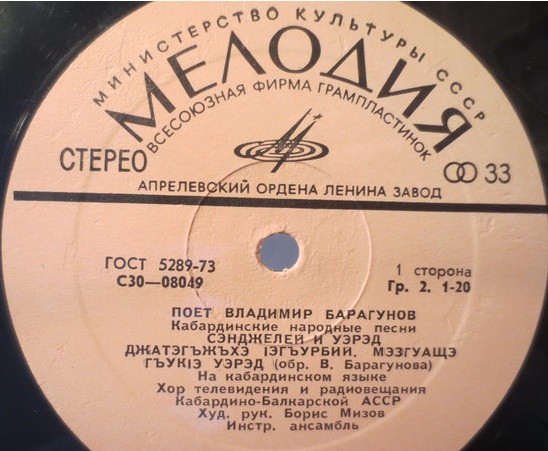 МИНИСТЕРСТВО КУЛЬТУРЫ СССР
МЕЛОДИЯ
ВСЕСОЮЗНАЯ ФИРМА ГРАМПЛАСТИНОК
СТЕРЕО
33
АПРЕЛЕВСКИЙ ОРДЕНА ЛЕНИНА ЗАВОД
ГОСТ 5289-73
С30—08049
1 сторона
Гр. 2. 1-20
ПОЕТ ВЛАДИМИР БАРАГУНОВ
Кабардинские народные песни
СЭНДЖЕЛЕЙ И УЭРЭД
ДЖАТЭГЪЖЪХЭ IЭГЪУРБИЙ. МЭЗГУАЩЭ
ГЪУКIЭ УЭРЭД (обр. В. Барагунова)
На кабардинском языке
Хор телевидения и радиовещания
Кабардино-Балкарской АССР
Худ. рук. Борис Мизов
Инстр. ансамбль